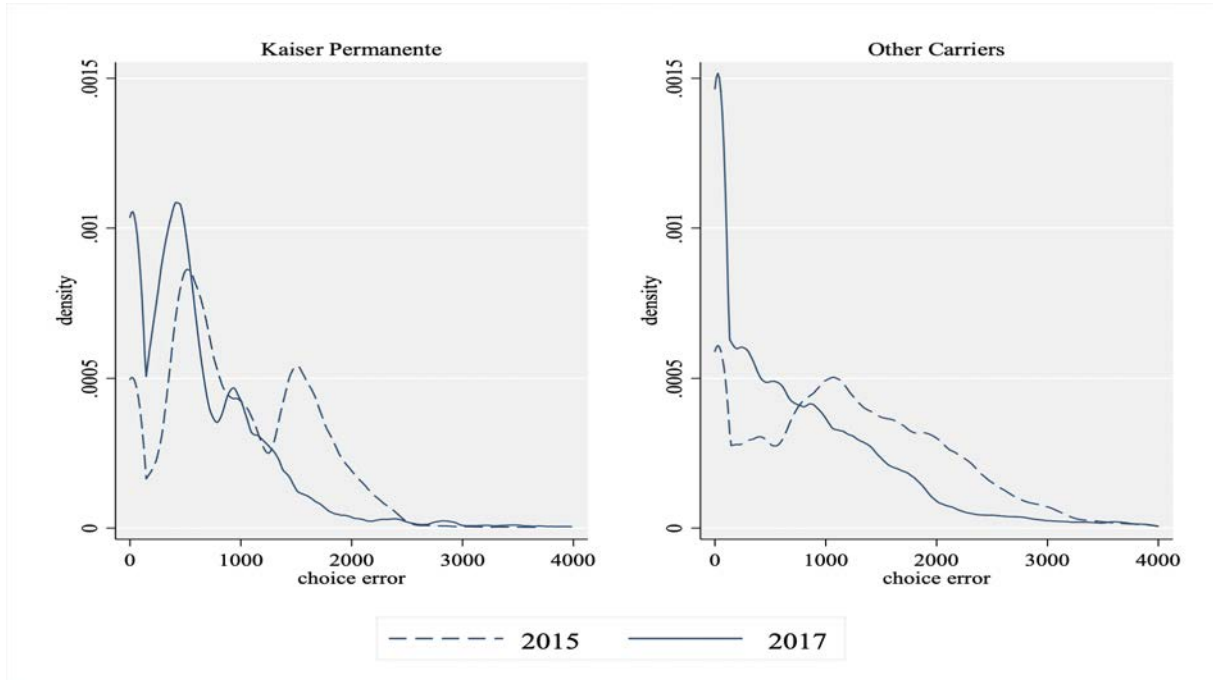 Kaiser Permanente
.0015
.001
.0005
0
density
0 1000 2000 3000 4000
choice error
Other Carriers
.0015
.001
.0005
0
density
0 1000 2000 3000 4000
choice error
2015 2017